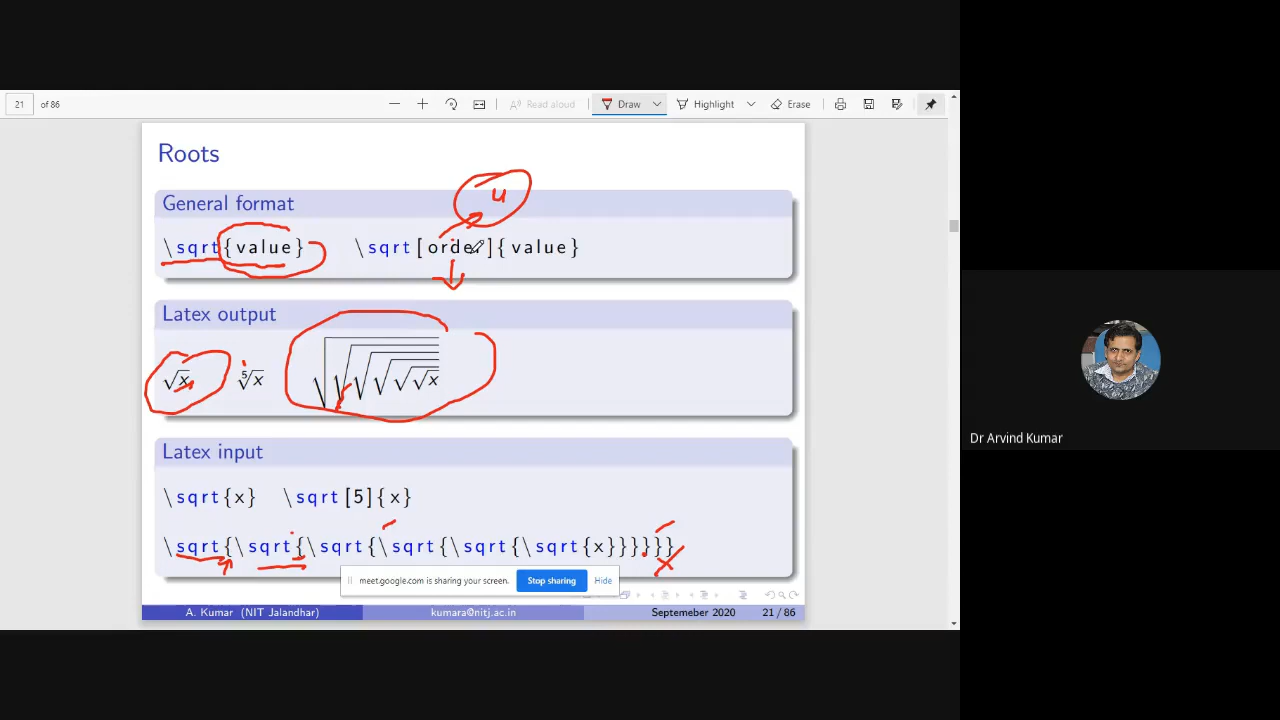 21 of 86 Read aloud Draw Highlight Erase
Roots
4
General format
\sqrt{value} \sqrt[order]{value}
Latex output
√x ⁵√x √√√√√√x
Latex input
\sqrt{x} \sqrt[5]{x}
\sqrt{\sqrt{\sqrt{\sqrt{\sqrt{\sqrt{x}}}}}}
meet.google.com is sharing your screen. Stop sharing Hide
A. Kumar (NIT Jalandhar) kumara@nitj.ac.in Septemeber 2020 21 / 86
Dr Arvind Kumar